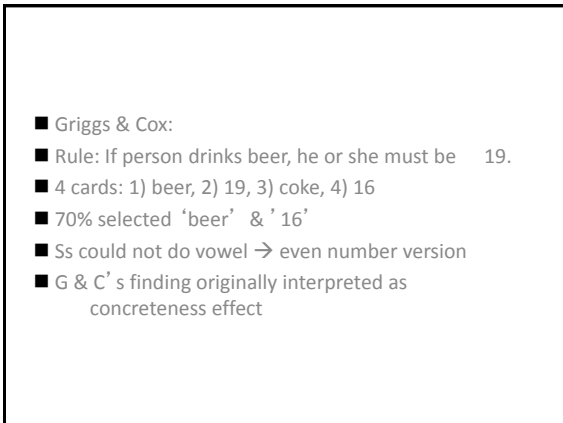 ■ Griggs & Cox:
■ Rule: If person drinks beer, he or she must be 19.
■ 4 cards: 1) beer, 2) 19, 3) coke, 4) 16
■ 70% selected ‘beer’ & ’16’
■ Ss could not do vowel → even number version
■ G & C’s finding originally interpreted as
concreteness effect